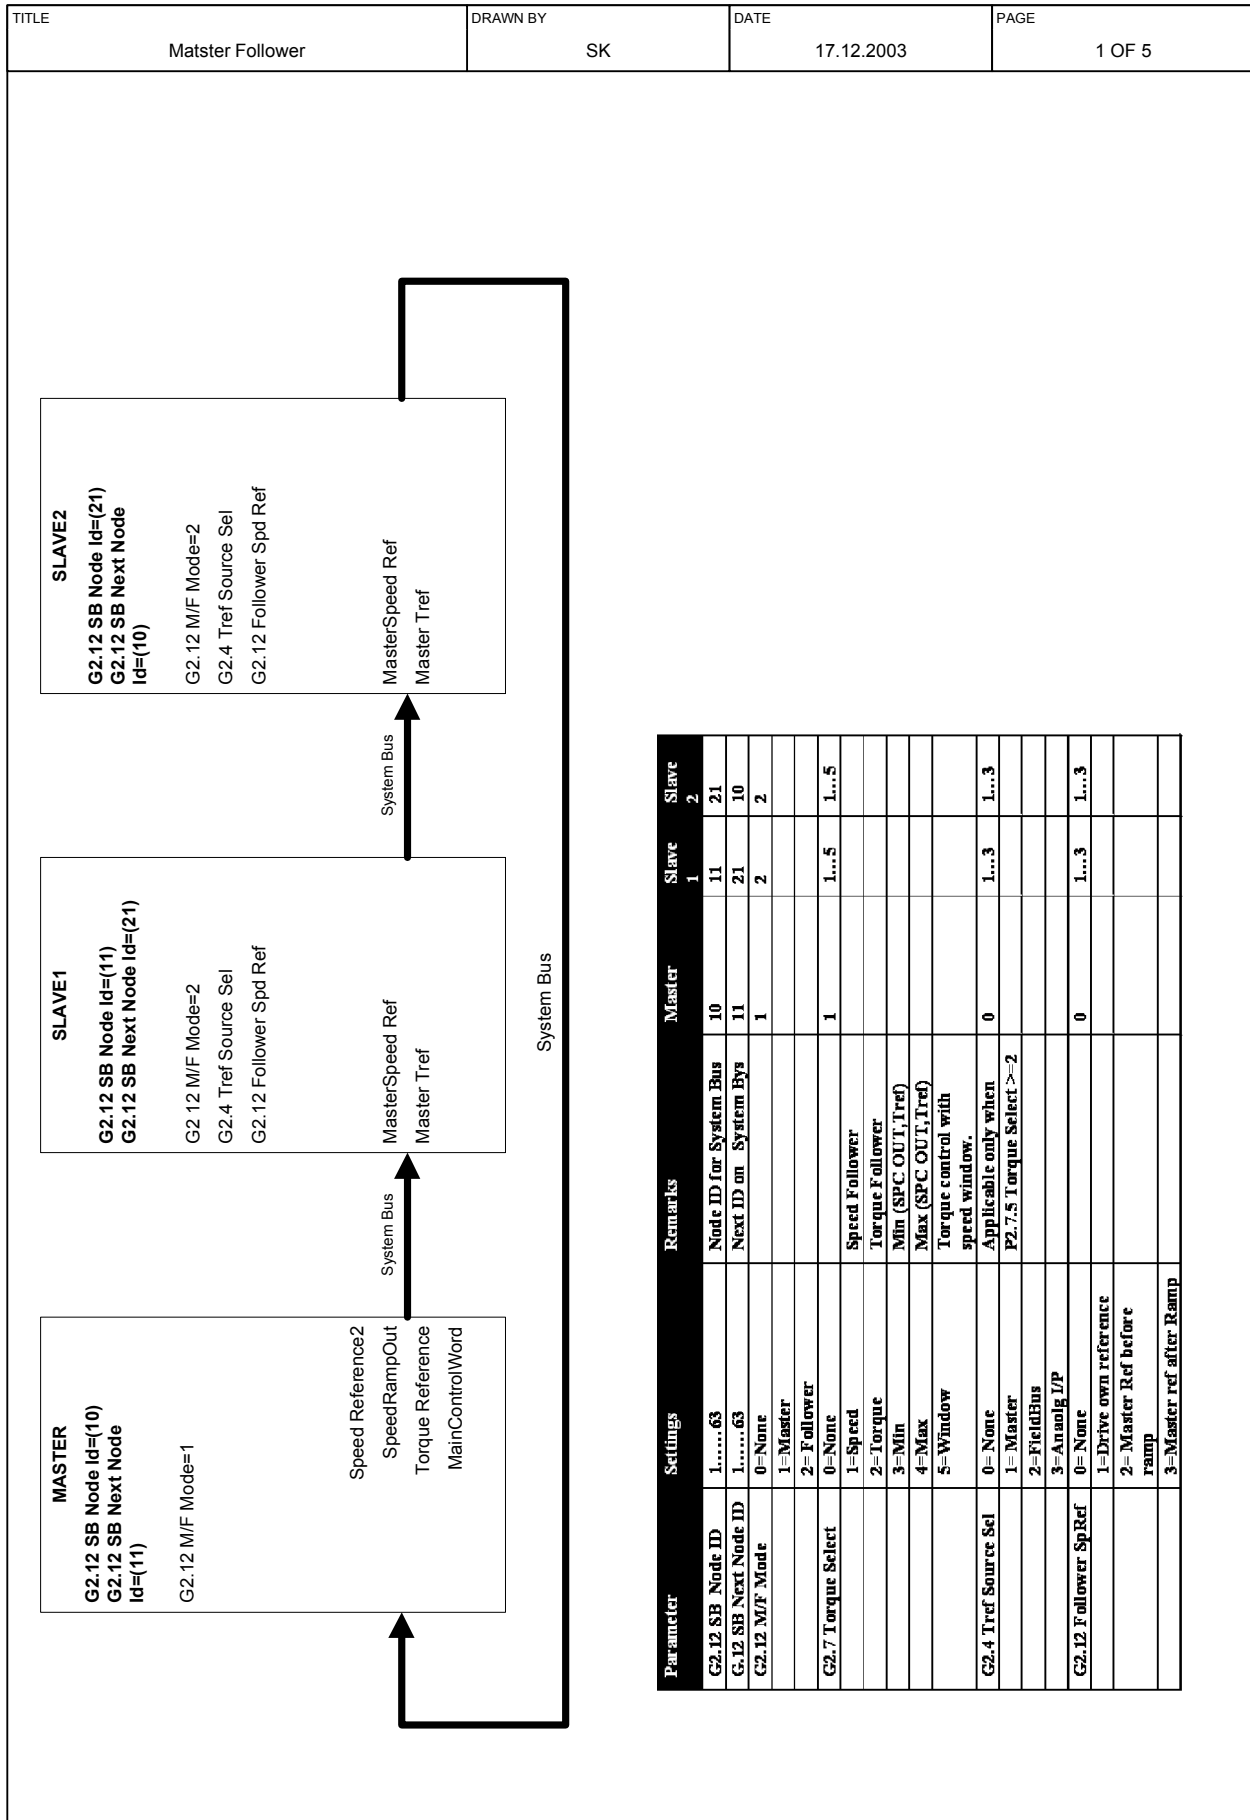 TITLE
Matster Follower
DRAWN BY
SK
DATE
17.12.2003
PAGE
1 OF 5
MASTER
G2.12 SB Node Id=(10)
G2.12 SB Next Node
Id=(11)
G2.12 M/F Mode=1
Speed Reference2
SpeedRampOut
Torque Reference
MainControlWord
System Bus
SLAVE1
G2.12 SB Node Id=(11)
G2.12 SB Next Node Id=(21)
G2 12 M/F Mode=2
G2.4 Tref Source Sel
G2.12 Follower Spd Ref
MasterSpeed Ref
Master Tref
System Bus
SLAVE2
G2.12 SB Node Id=(21)
G2.12 SB Next Node
Id=(10)
G2.12 M/F Mode=2
G2.4 Tref Source Sel
G2.12 Follower Spd Ref
MasterSpeed Ref
Master Tref
System Bus
Parameter Settings Remarks Master Slave 1 Slave 2
G2.12 SB Node ID 1......63 Node ID for System Bus 10 11 21
G.12 SB Next Node ID 1......63 Next ID on System Bys 11 21 10
G2.12 M/F Mode 0=None 1 2 2
1=Master
2= Follower
G2.7 Torque Select 0=None 1 1...5 1...5
1=Speed Speed Follower
2=Torque Torque Follower
3=Min Min (SPC OUT,Tref)
4=Max Max (SPC OUT,Tref)
5=Window Torque control with
speed window.
G2.4 Tref Source Sel 0= None Applicable only when 0 1...3 1...3
1= Master P2.7.5 Torque Select >=2
2=FieldBus
3=Anaolg I/P
G2.12 Follower SpRef 0= None 0 1...3 1...3
1=Drive own reference
2= Master Ref before
ramp
3=Master ref after Ramp